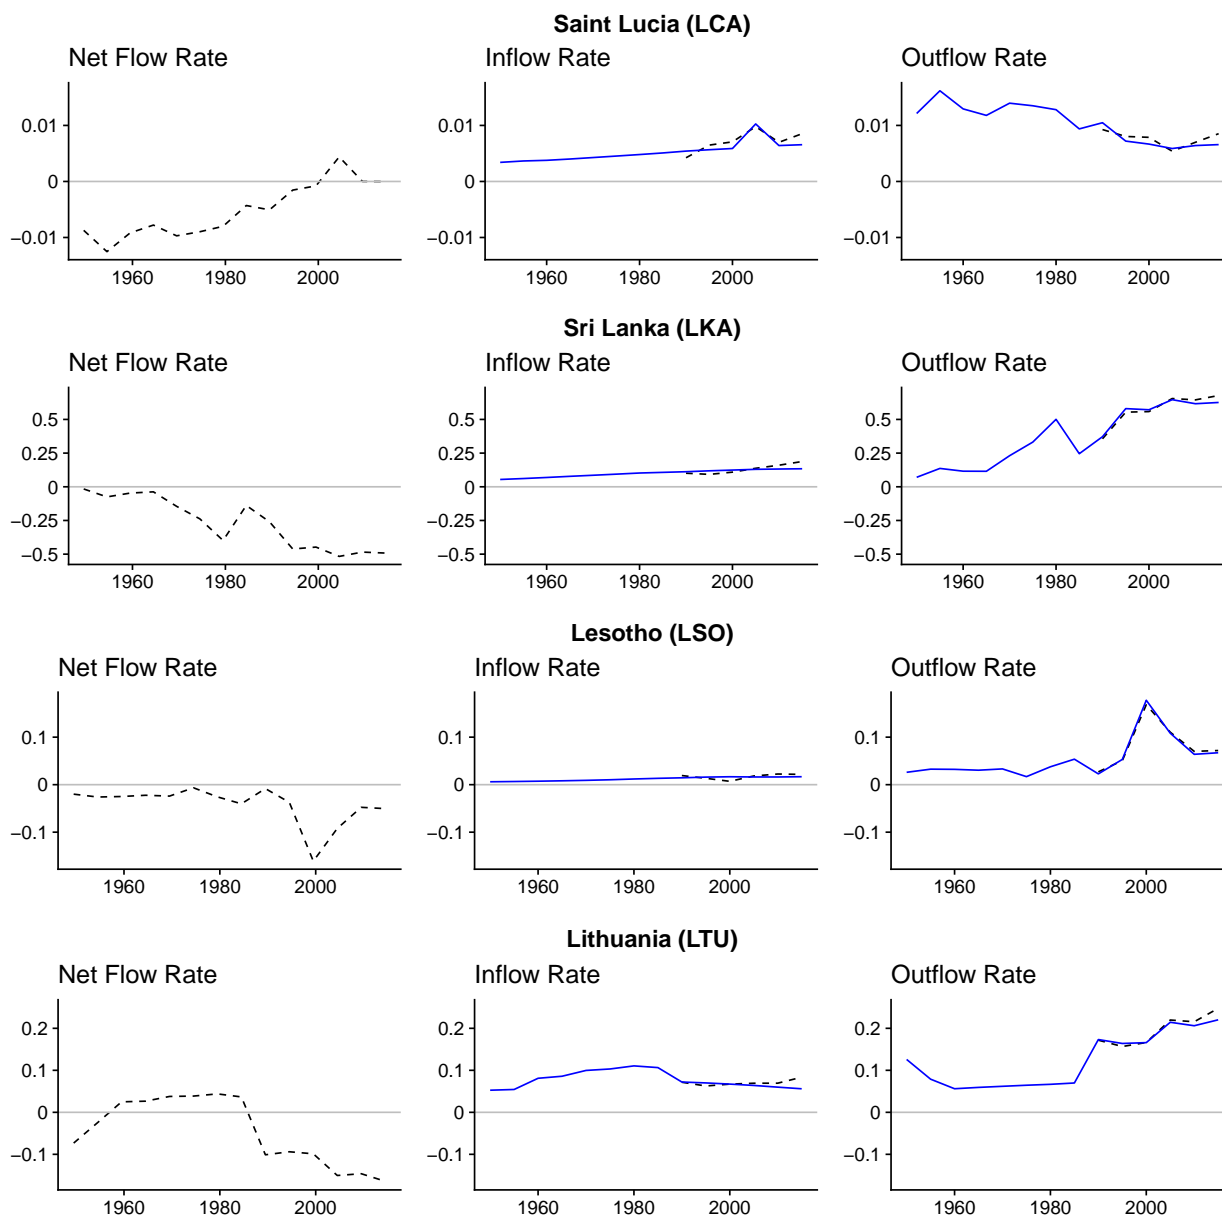 Saint Lucia (LCA)
Net Flow Rate
0.01
0
−0.01
1960 1980 2000
Inflow Rate
0.01
0
−0.01
1960 1980 2000
Outflow Rate
0.01
0
−0.01
1960 1980 2000
Sri Lanka (LKA)
Net Flow Rate
0.5
0.25
0
−0.25
−0.5
1960 1980 2000
Inflow Rate
0.5
0.25
0
−0.25
−0.5
1960 1980 2000
Outflow Rate
0.5
0.25
0
−0.25
−0.5
1960 1980 2000
Lesotho (LSO)
Net Flow Rate
0.1
0
−0.1
1960 1980 2000
Inflow Rate
0.1
0
−0.1
1960 1980 2000
Outflow Rate
0.1
0
−0.1
1960 1980 2000
Lithuania (LTU)
Net Flow Rate
0.2
0.1
0
−0.1
1960 1980 2000
Inflow Rate
0.2
0.1
0
−0.1
1960 1980 2000
Outflow Rate
0.2
0.1
0
−0.1
1960 1980 2000